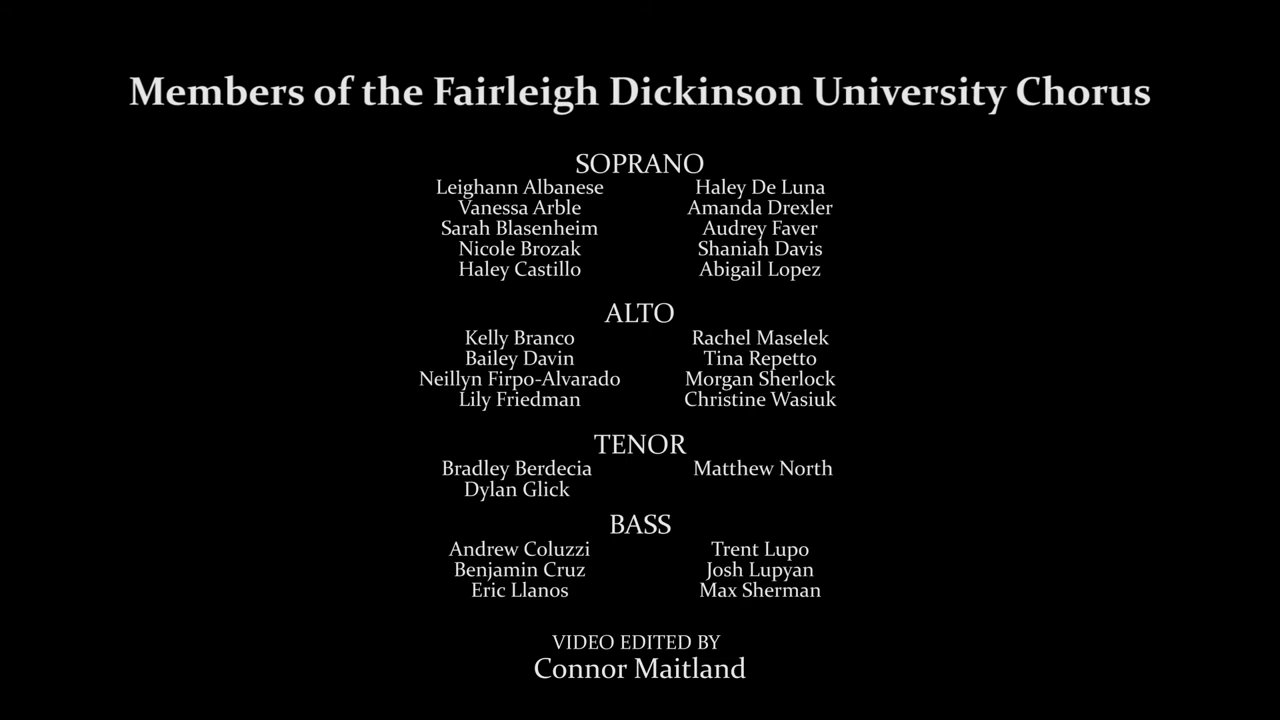 Members of the Fairleigh Dickinson University Chorus
SOPRANO
Leighann Albanese Haley De Luna
Vanessa Arble Amanda Drexler
Sarah Blasenheim Audrey Faver
Nicole Brozak Shaniah Davis
Haley Castillo Abigail Lopez
ALTO
Kelly Branco Rachel Maselek
Bailey Davin Tina Repetto
Neillyn Firpo-Alvarado Morgan Sherlock
Lily Friedman Christine Wasiuk
TENOR
Bradley Berdecia Matthew North
Dylan Glick
BASS
Andrew Coluzzi Trent Lupo
Benjamin Cruz Josh Lupyan
Eric Llanos Max Sherman
VIDEO EDITED BY
Connor Maitland